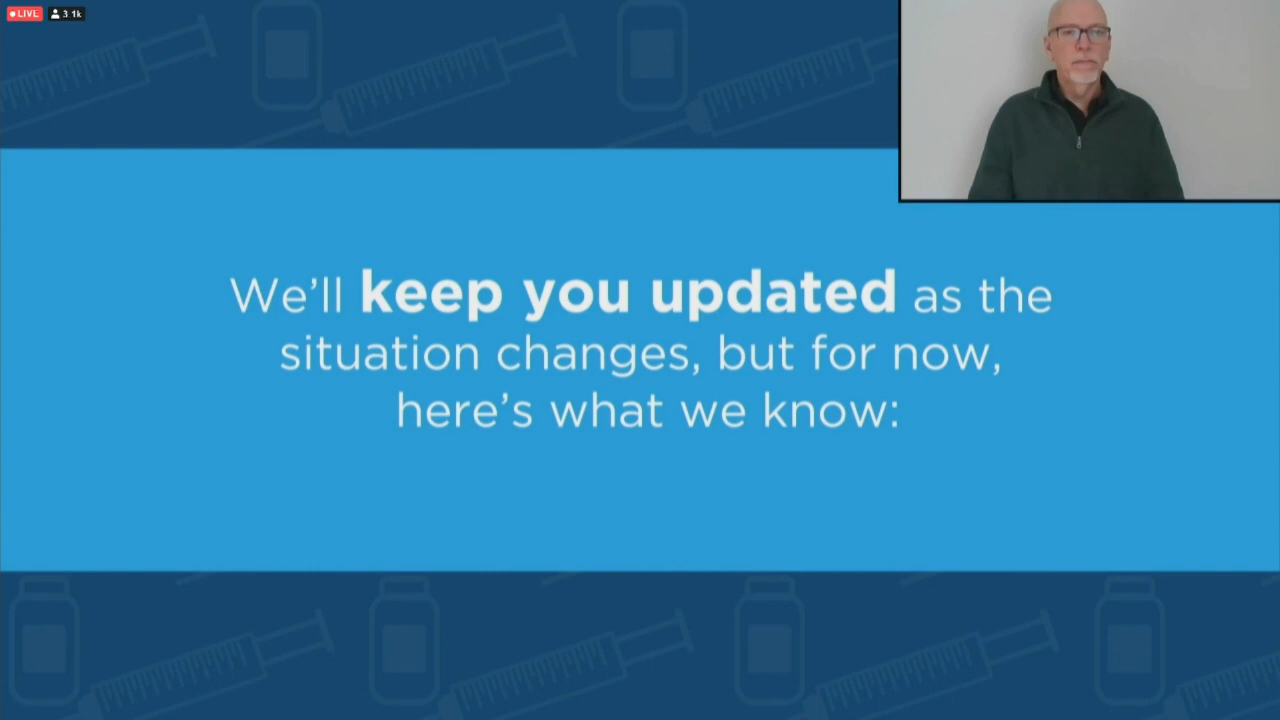 LIVE 3.1k
We'll keep you updated as the
situation changes, but for now,
here's what we know: